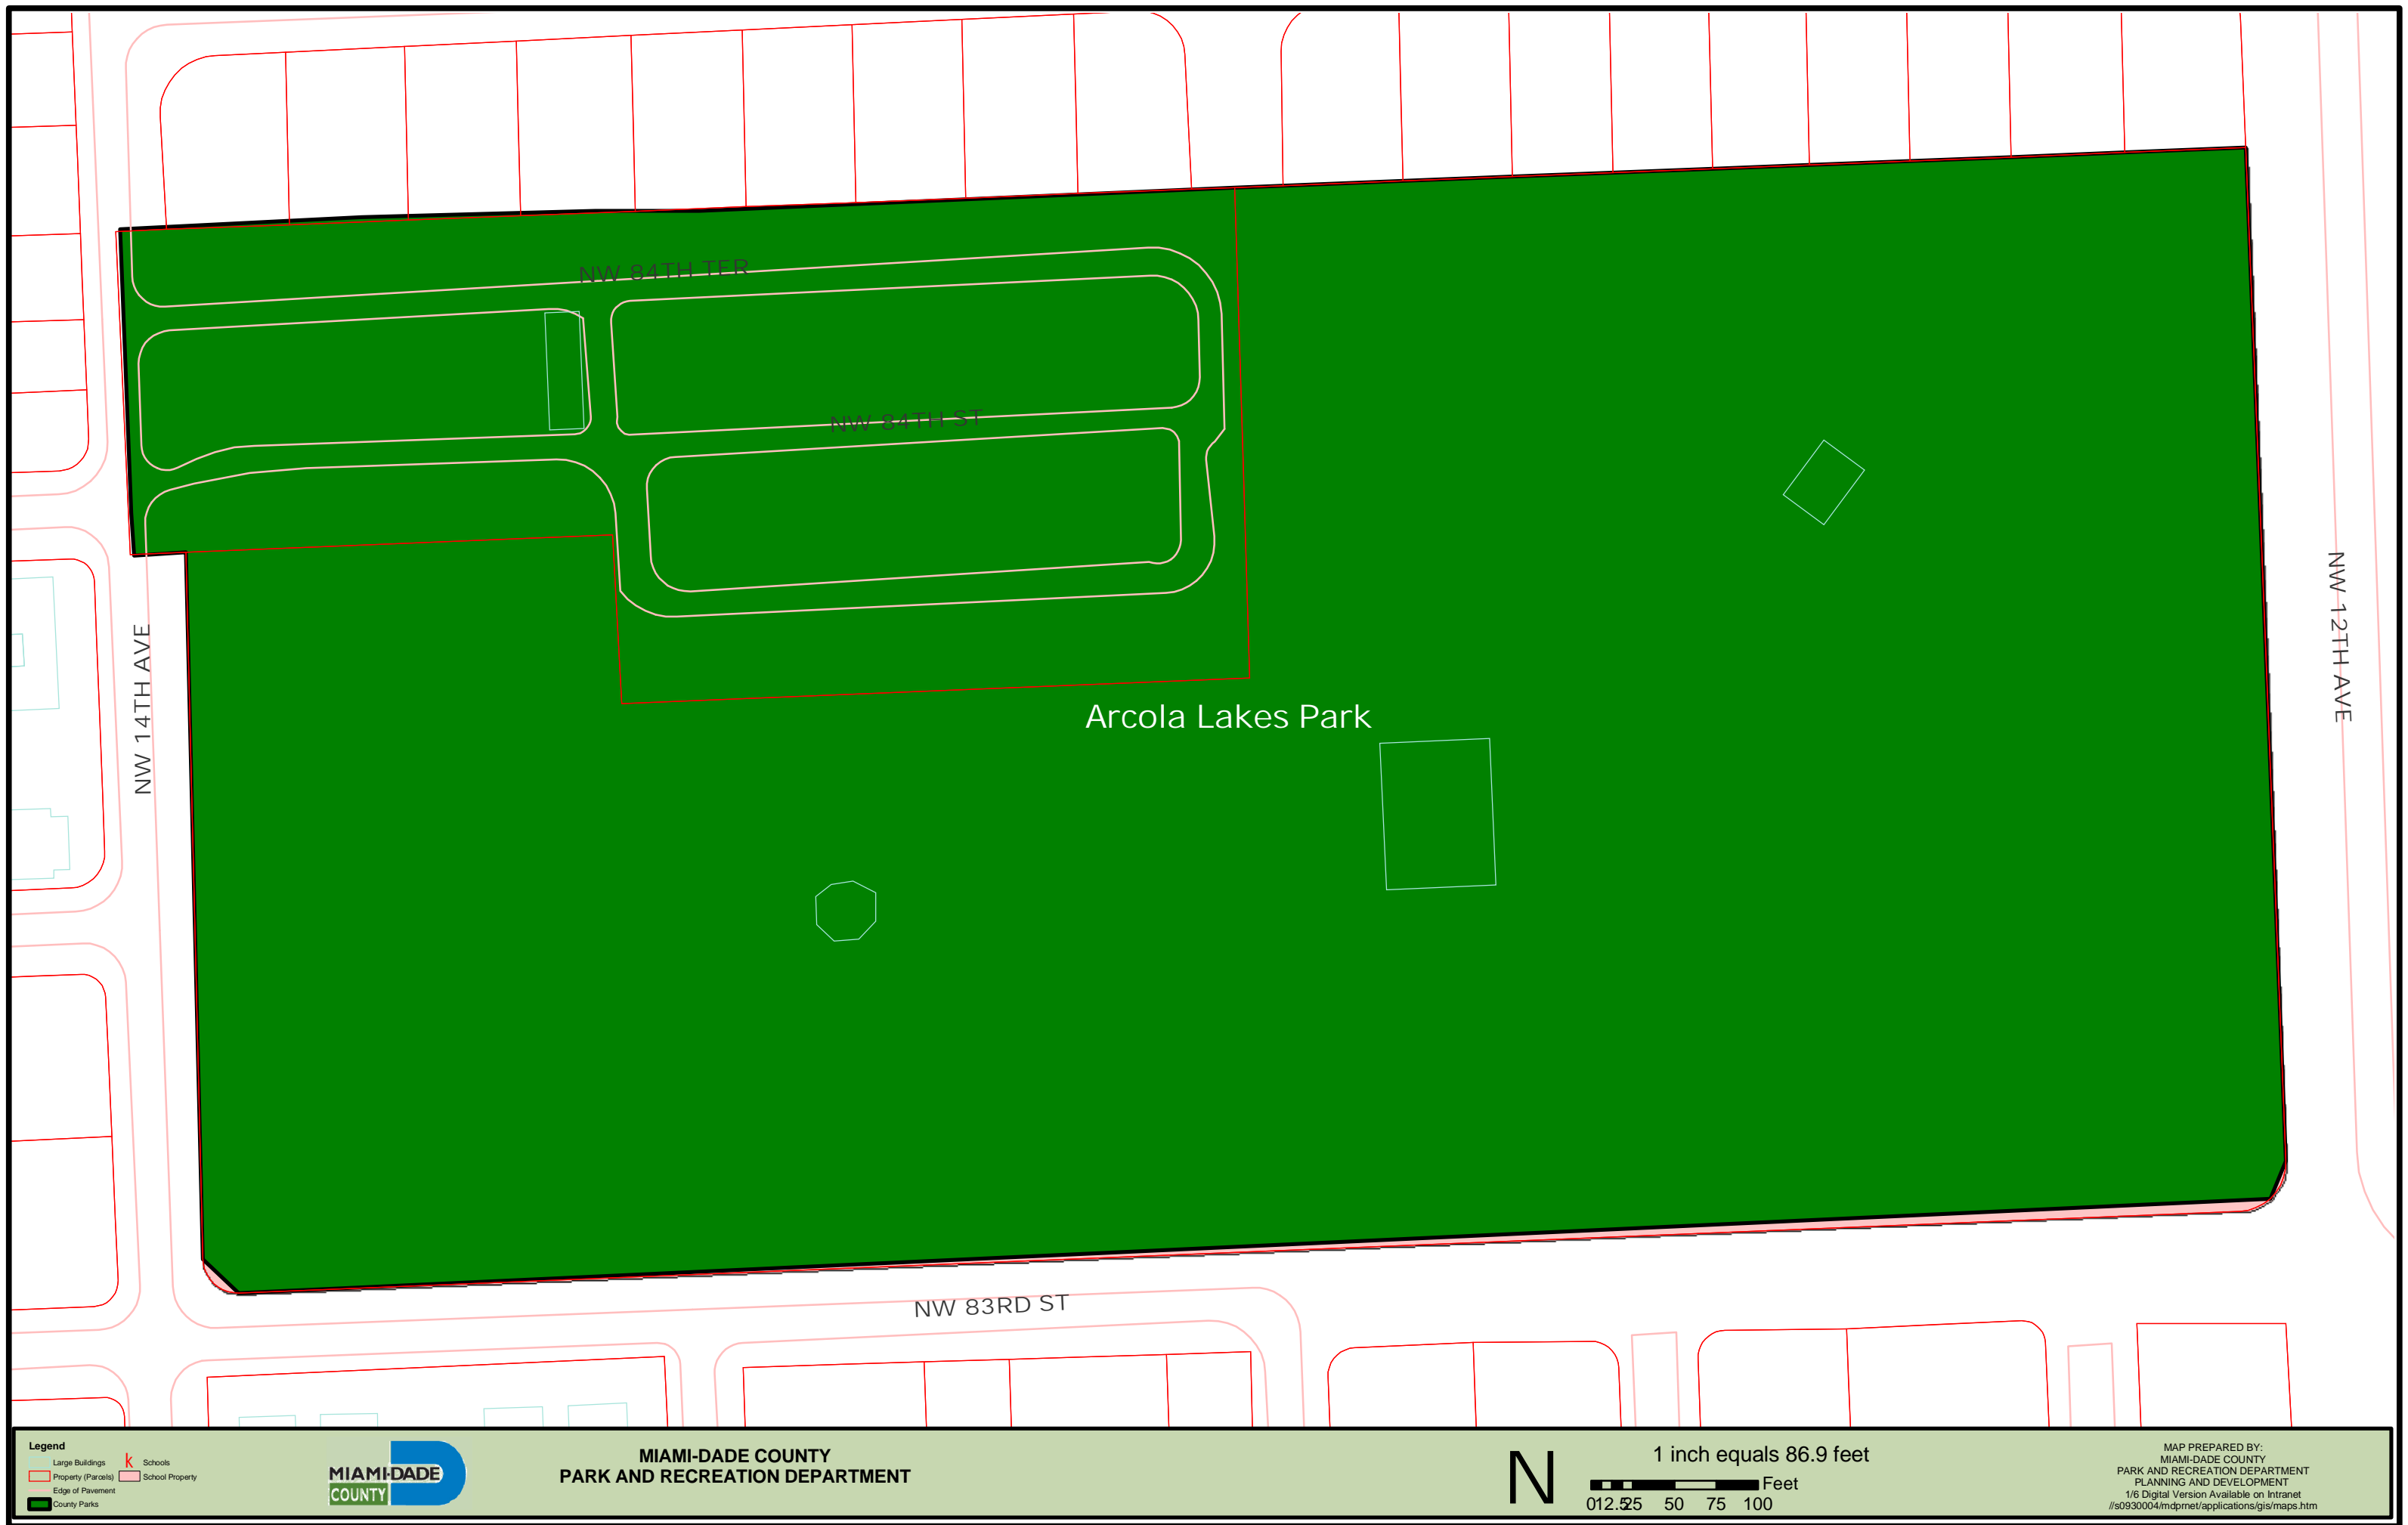 NW 84TH TER
NW 84TH ST
NW 14TH AVE
NW 12TH AVE
Arcola Lakes Park
NW 83RD ST
Legend
Large Buildings
Property (Parcels)
Edge of Pavement
County Parks
k Schools
School Property
MIAMI-DADE
COUNTY
MIAMI-DADE COUNTY
PARK AND RECREATION DEPARTMENT
N
1 inch equals 86.9 feet
Feet
0 12.5 25 50 75 100
MAP PREPARED BY:
MIAMI-DADE COUNTY
PARK AND RECREATION DEPARTMENT
PLANNING AND DEVELOPMENT
1/6 Digital Version Available on Intranet
//s0930004/mdprnet/applications/gis/maps.htm